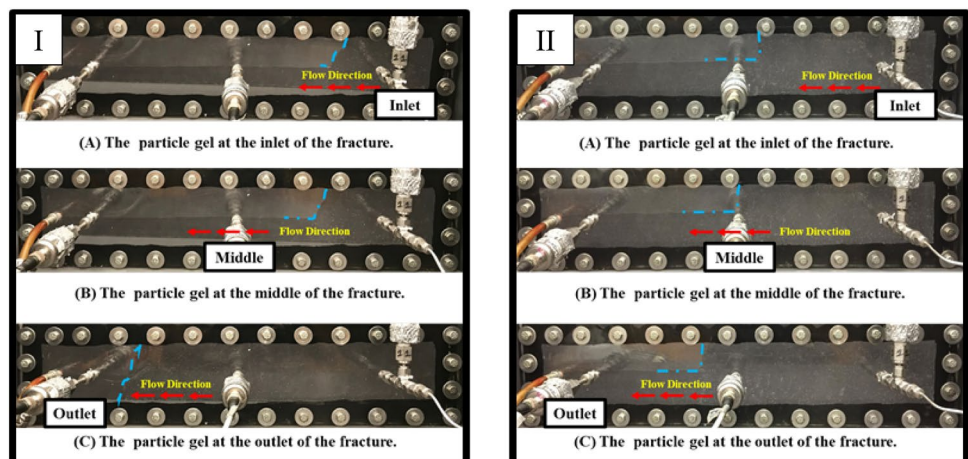 I
Flow Direction
Inlet
(A) The particle gel at the inlet of the fracture.
Flow Direction
Middle
(B) The particle gel at the middle of the fracture.
Flow Direction
Outlet
(C) The particle gel at the outlet of the fracture.
II
Flow Direction
Inlet
(A) The particle gel at the inlet of the fracture.
Flow Direction
Middle
(B) The particle gel at the middle of the fracture.
Flow Direction
Outlet
(C) The particle gel at the outlet of the fracture.